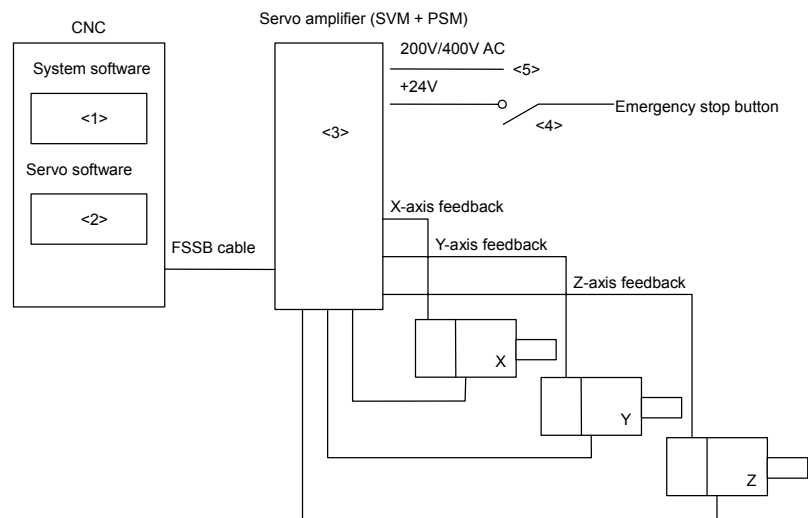 Servo amplifier (SVM + PSM)
CNC
200V/400V AC
System software
<5>
+24V
<1>
Emergency stop button
<3>
<4>
Servo software
<2>
X-axis feedback
Y-axis feedback
FSSB cable
Z-axis feedback
X
Y
Z